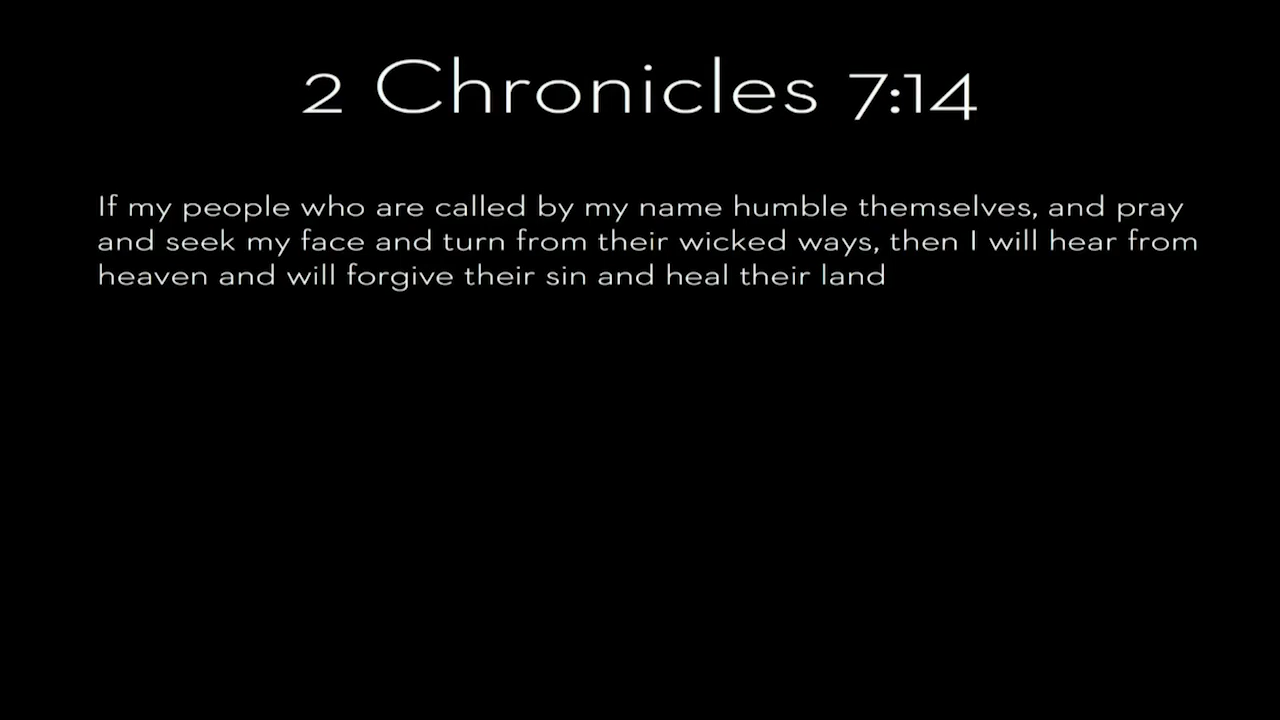 2 Chronicles 7:14
If my people who are called by my name humble themselves, and pray
and seek my face and turn from their wicked ways, then I will hear from
heaven and will forgive their sin and heal their land